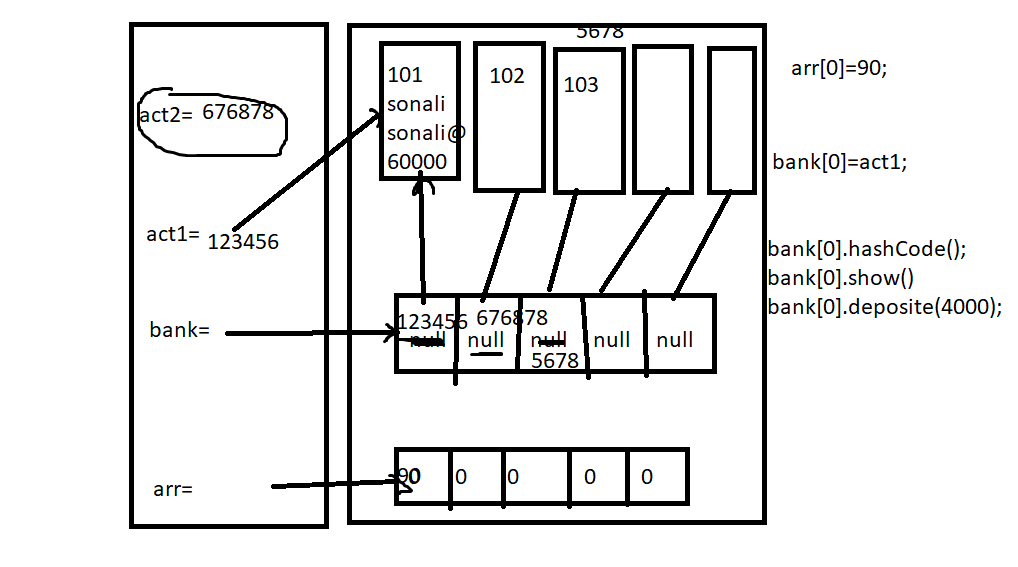 5678
101
sonali
sonali@
60000
102
103
arr[0]=90;
act2= 676878
bank[0]=act1;
act1= 123456
bank[0].hashCode();
bank[0].show()
bank[0].deposite(4000);
bank=
123456 676878
null null null null null
5678
arr=
90 0 0 0 0